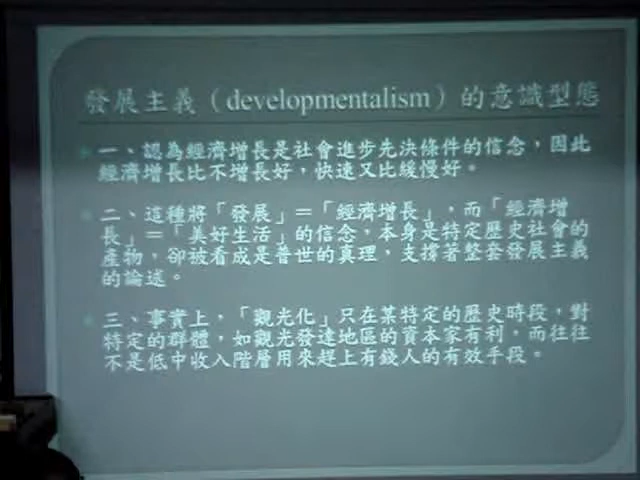 發展主義（developmentalism）的意識型態
一、認為經濟增長是社會進步先決條件的信念，因此
經濟增長比不增長好，快速又比緩慢好。
二、這種將「發展」＝「經濟增長」，而「經濟增
長」＝「美好生活」的信念，本身是特定歷史社會的
產物，卻被看成是普世的真理，支撐著整套發展主義
的論述。
三、事實上，「觀光化」只在某特定的歷史時段，對
特定的群體，如觀光發達地區的資本家有利，而往往
不是低中收入階層用來趕上有錢人的有效手段。